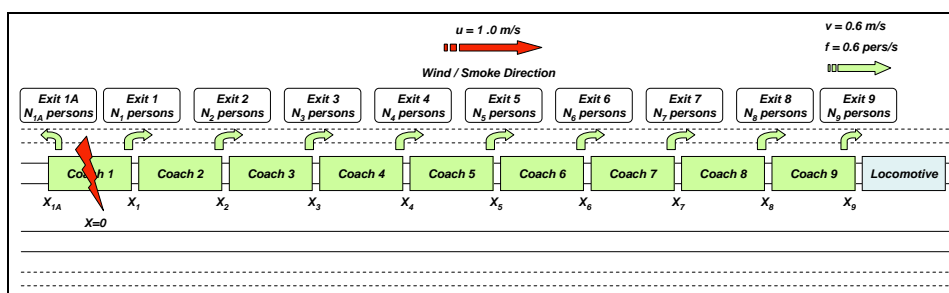 u = 1 .0 m/s
v = 0.6 m/s
f = 0.6 pers/s
Wind / Smoke Direction
Exit 1A
N1A persons
Exit 1
N1 persons
Exit 2
N2 persons
Exit 3
N3 persons
Exit 4
N4 persons
Exit 5
N5 persons
Exit 6
N6 persons
Exit 7
N7 persons
Exit 8
N8 persons
Exit 9
N9 persons
Coach 1
Coach 2
Coach 3
Coach 4
Coach 5
Coach 6
Coach 7
Coach 8
Coach 9
Locomotive
X1A
X1
X2
X3
X4
X5
X6
X7
X8
X9
X=0